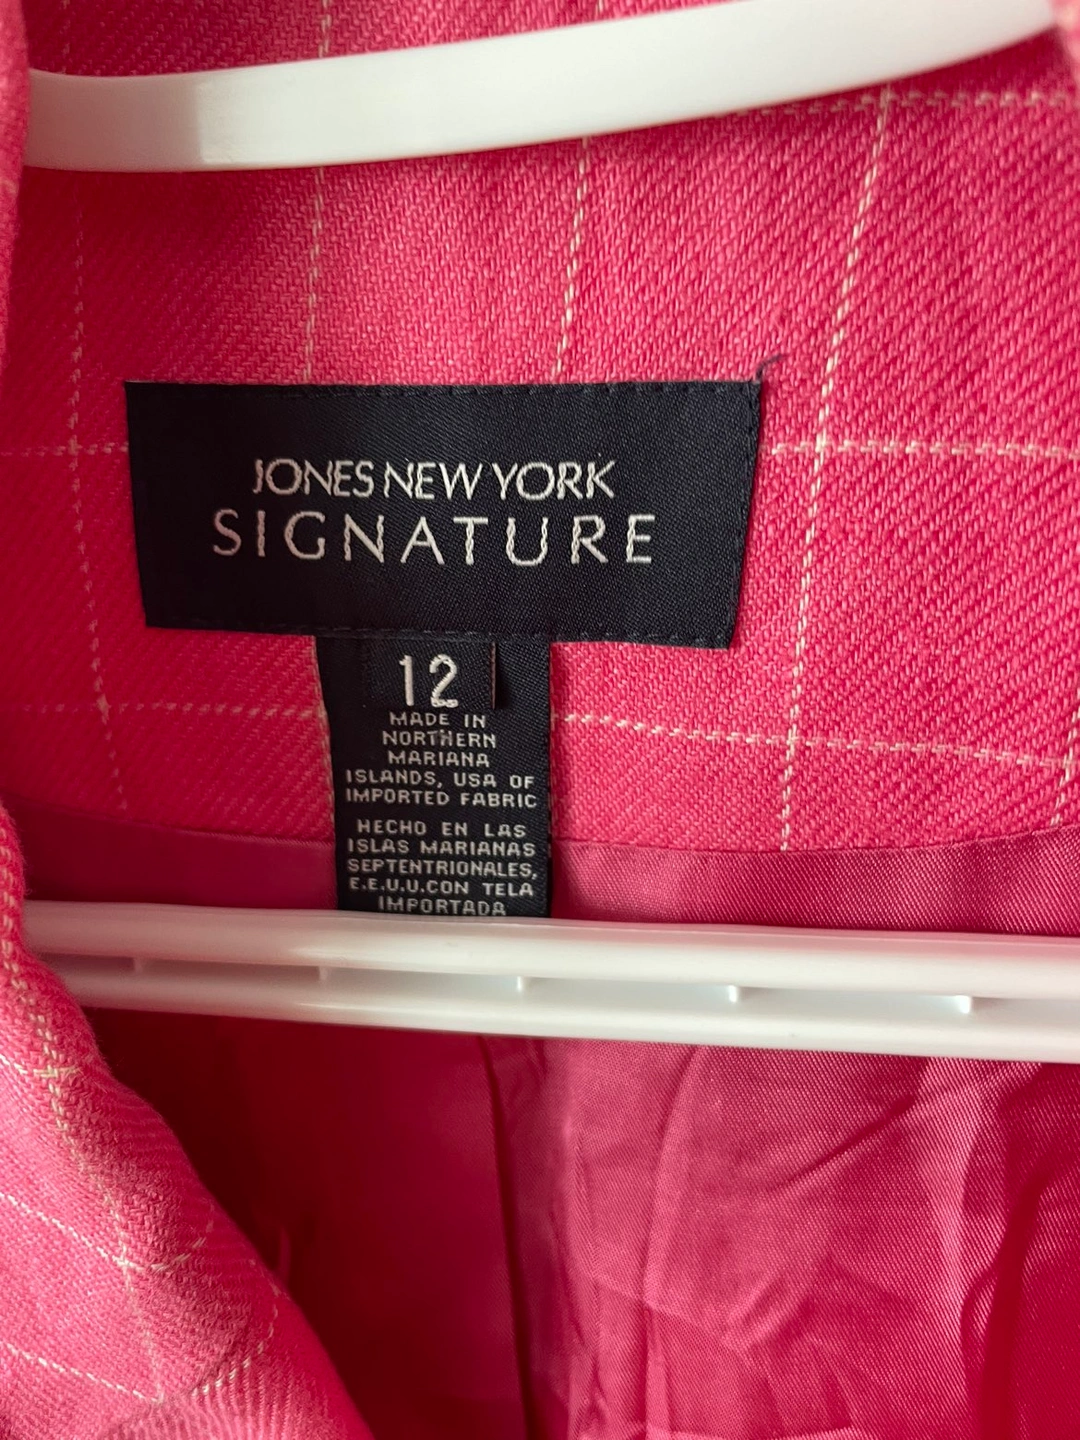 JONES NEW YORK
SIGNATURE
12
MADE IN
NORTHERN
MARIANA
ISLANDS, USA OF
IMPORTED FABRIC
HECHO EN LAS
ISLAS MARIANAS
SEPTENTRIONALES,
E.E.U.U.CON TELA
IMPORTADA